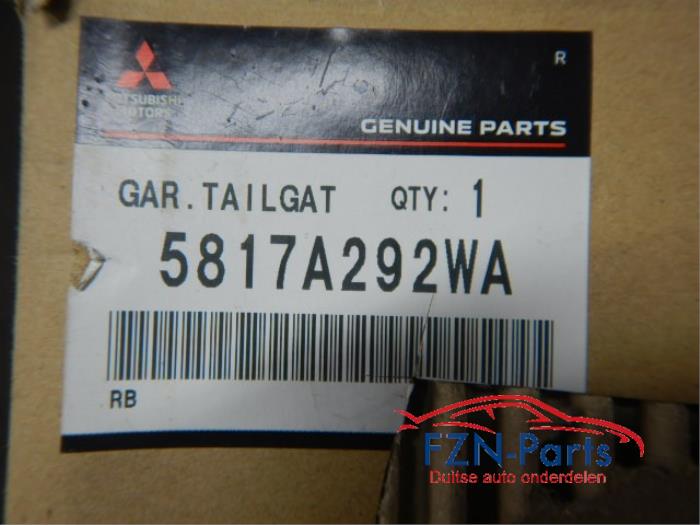 R
MITSUBISHI
MOTORS
GENUINE PARTS
GAR.TAILGAT QTY: 1
5817A292WA
RB
FZN-Parts
Duitse auto onderdelen